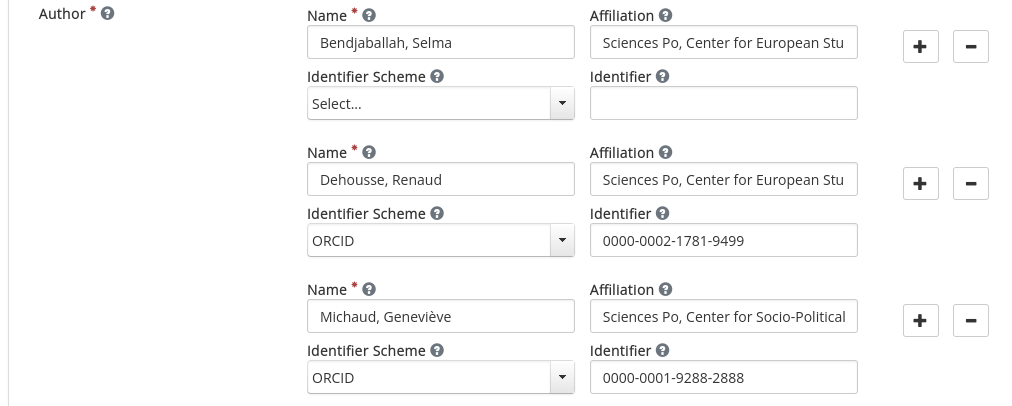 Author * ?
Name * ? Affiliation ?
Bendjaballah, Selma Sciences Po, Center for European Stu
Identifier Scheme ? Identifier ?
Select...
Name * ? Affiliation ?
Dehousse, Renaud Sciences Po, Center for European Stu
Identifier Scheme ? Identifier ?
ORCID 0000-0002-1781-9499
Name * ? Affiliation ?
Michaud, Geneviève Sciences Po, Center for Socio-Political
Identifier Scheme ? Identifier ?
ORCID 0000-0001-9288-2888